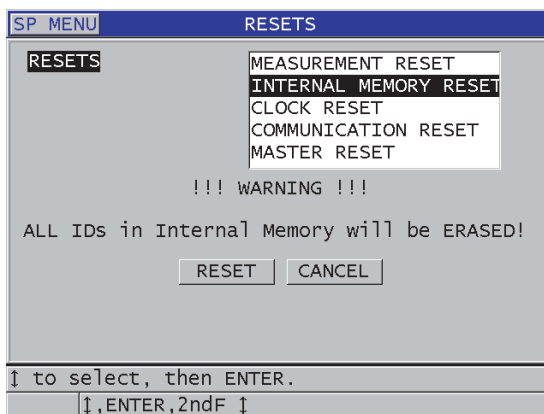 SP MENU RESETS
RESETS
MEASUREMENT RESET
INTERNAL MEMORY RESET
CLOCK RESET
COMMUNICATION RESET
MASTER RESET
!!! WARNING !!!
ALL IDs in Internal Memory will be ERASED!
RESET CANCEL
↕ to select, then ENTER.
↕,ENTER,2ndF ↕